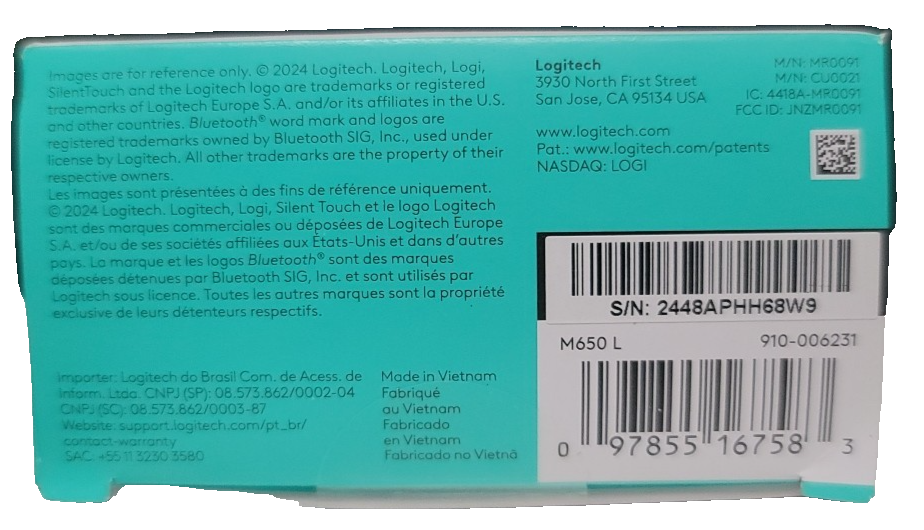 Images are for reference only. © 2024 Logitech. Logitech, Logi,
SilentTouch and the Logitech logo are trademarks or registered
trademarks of Logitech Europe S.A. and/or its affiliates in the U.S.
and other countries. Bluetooth® word mark and logos are
registered trademarks owned by Bluetooth SIG, Inc., used under
license by Logitech. All other trademarks are the property of their
respective owners.
Les images sont présentées à des fins de référence uniquement.
© 2024 Logitech. Logitech, Logi, Silent Touch et le logo Logitech
sont des marques commerciales ou déposées de Logitech Europe
S.A. et/ou de ses sociétés affiliées aux États-Unis et dans d'autres
pays. La marque et les logos Bluetooth® sont des marques
déposées détenues par Bluetooth SIG, Inc. et sont utilisés par
Logitech sous licence. Toutes les autres marques sont la propriété
exclusive de leurs détenteurs respectifs.
Importer: Logitech do Brasil Com. de Acess. de
Inform. Ltda. CNPJ (SP): 08.573.862/0002-04
CNPJ (SC): 08.573.862/0003-87
Website: support.logitech.com/pt_br/
contact-warranty
SAC: +55 11 3230 3580
Made in Vietnam
Fabriqué
au Vietnam
Fabricado
en Vietnam
Fabricado no Vietnã
Logitech
3930 North First Street
San Jose, CA 95134 USA
www.logitech.com
Pat.: www.logitech.com/patents
NASDAQ: LOGI
M/N: MR0091
M/N: CU0021
IC: 4418A-MR0091
FCC ID: JNZMR0091
S/N: 2448APHH68W9
M650 L 910-006231
0 97855 16758 3